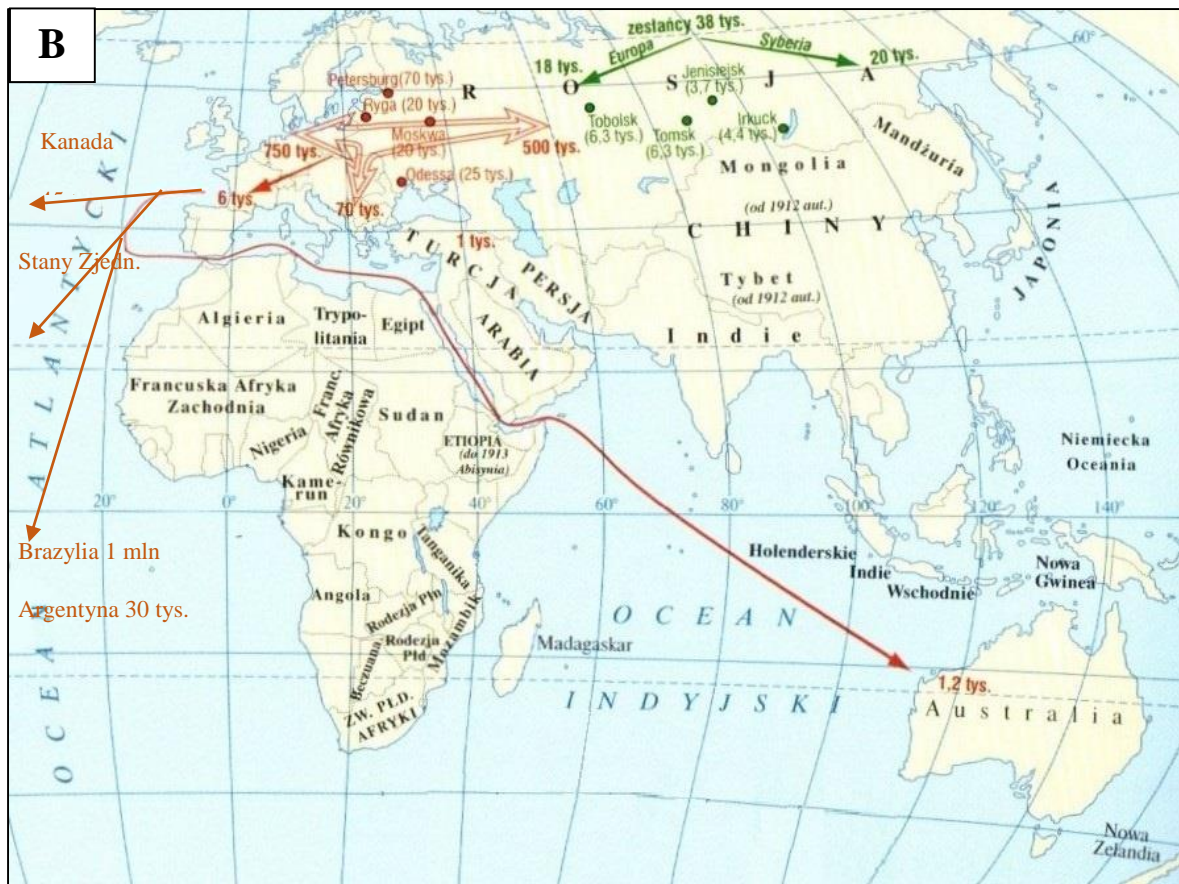 B
zesłańcy 38 tys.
Europa
Syberia
18 tys.
20 tys.
60°
R O S J A
Petersburg (70 tys.)
Ryga (20 tys.)
Moskwa
(20 tys.)
Odessa (25 tys.)
Jenisiejsk
(3,7 tys.)
Tobolsk
(6,3 tys.)
Tomsk
(6,3 tys.)
Irkuck
(4,4 tys.)
750 tys.
500 tys.
6 tys.
70 tys.
1 tys.
Kanada
Stany Zjedn.
Brazylia 1 mln
Argentyna 30 tys.
OCEAN ATLANTYCKI
Mandżuria
Mongolia
(od 1912 aut.)
CHINY
Tybet
(od 1912 aut.)
JAPONIA
TURCJA
PERSJA
ARABIA
Indie
Algieria
Trypo-
litania
Egipt
Francuska Afryka
Zachodnia
Franc.
Afryka
Równikowa
Sudan
Nigeria
ETIOPIA
(do 1913
Abisynia)
Kame-
run
Kongo
Tanganika
Angola
Rodezja Płn
Rodezja
Płd.
Mozambik
Beczuana.
ZW. PŁD.
AFRYKI
Madagaskar
20°
0°
20°
40°
60°
80°
100°
120°
140°
Niemiecka
Oceania
Holenderskie
Indie
Wschodnie
Nowa
Gwinea
OCEAN
INDYJSKI
1,2 tys.
Australia
Nowa
Zelandia